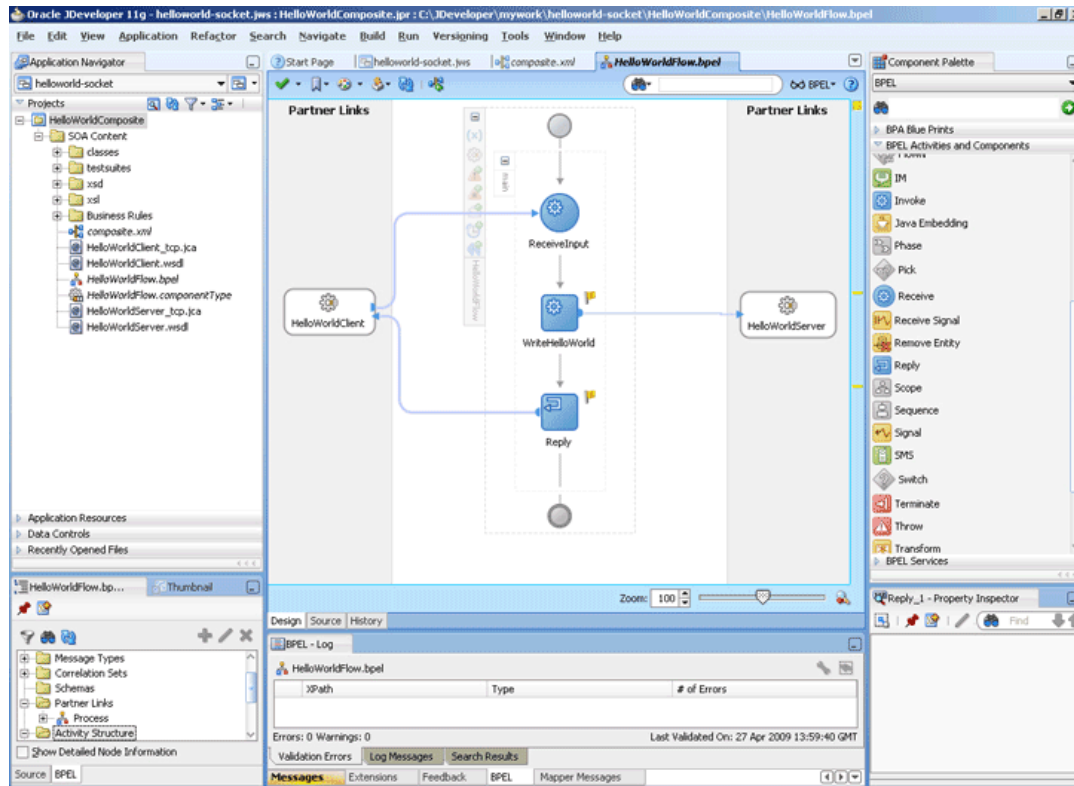 Oracle JDeveloper 11g - helloworld-socket.jws : HelloWorldComposite.jpr : C:\JDeveloper\mywork\helloworld-socket\HelloWorldComposite\HelloWorldFlow.bpel
File Edit View Application Refactor Search Navigate Build Run Versioning Tools Window Help
Application Navigator
helloworld-socket
Projects
HelloWorldComposite
SOA Content
classes
testsuites
xsd
xsl
Business Rules
composite.xml
HelloWorldClient_tcp.jca
HelloWorldClient.wsdl
HelloWorldFlow.bpel
HelloWorldFlow.componentType
HelloWorldServer_tcp.jca
HelloWorldServer.wsdl
Application Resources
Data Controls
Recently Opened Files
HelloWorldFlow.bp... Thumbnail
Message Types
Correlation Sets
Schemas
Partner Links
Process
Activity Structure
Show Detailed Node Information
Source BPEL
Start Page helloworld-socket.jws composite.xml HelloWorldFlow.bpel
BPEL
Partner Links
Partner Links
main
HelloWorldFlow
ReceiveInput
HelloWorldClient
WriteHelloWorld
HelloWorldServer
Reply
Zoom: 100
Design Source History
BPEL - Log
HelloWorldFlow.bpel
XPath Type # of Errors
Errors: 0 Warnings: 0 Last Validated On: 27 Apr 2009 13:59:40 GMT
Validation Errors Log Messages Search Results
Messages Extensions Feedback BPEL Mapper Messages
Component Palette
BPEL
BPA Blue Prints
BPEL Activities and Components
IM
Invoke
Java Embedding
Phase
Pick
Receive
Receive Signal
Remove Entity
Reply
Scope
Sequence
Signal
SMS
Switch
Terminate
Throw
Transform
BPEL Services
Reply_1 - Property Inspector
Find